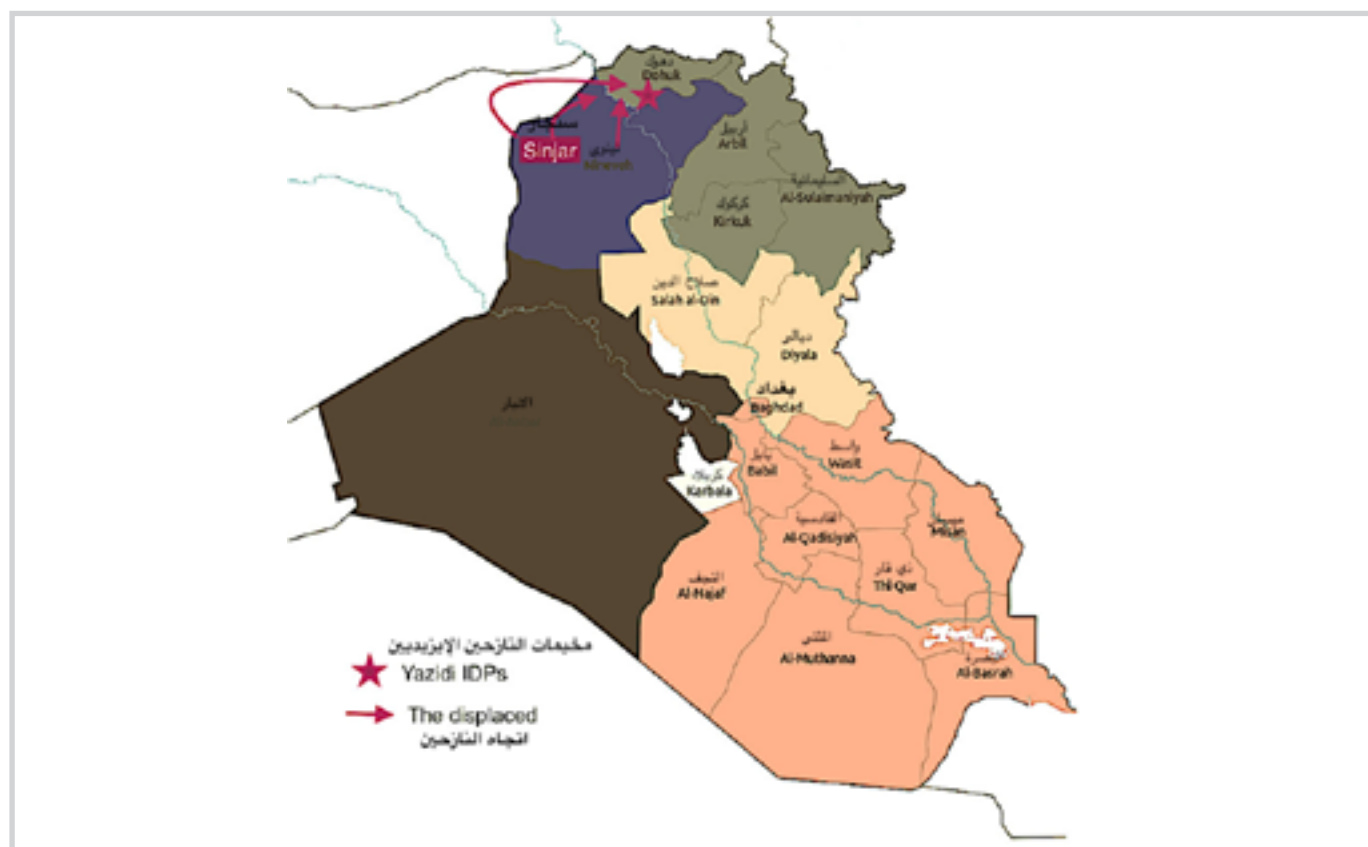 دهوك
Dohuk
سنجار
Sinjar
نينوى
Nineveh
أربيل
Arbil
السليمانية
Al-Sulaimaniyah
كركوك
Kirkuk
صلاح الدين
Salah al-Din
ديالى
Diyala
بغداد
Baghdad
الانبار
واسط
Wasit
بابل
Babil
كربلاء
Karbala
القادسية
Al-Qadisiyah
ميسان
Misan
ذي قار
Thi-Qar
النجف
Al-Najaf
المثنى
Al-Muthanna
البصرة
Al-Basrah
مخيمات النازحين الإيزيديين
Yazidi IDPs
The displaced
اتجاه النازحين